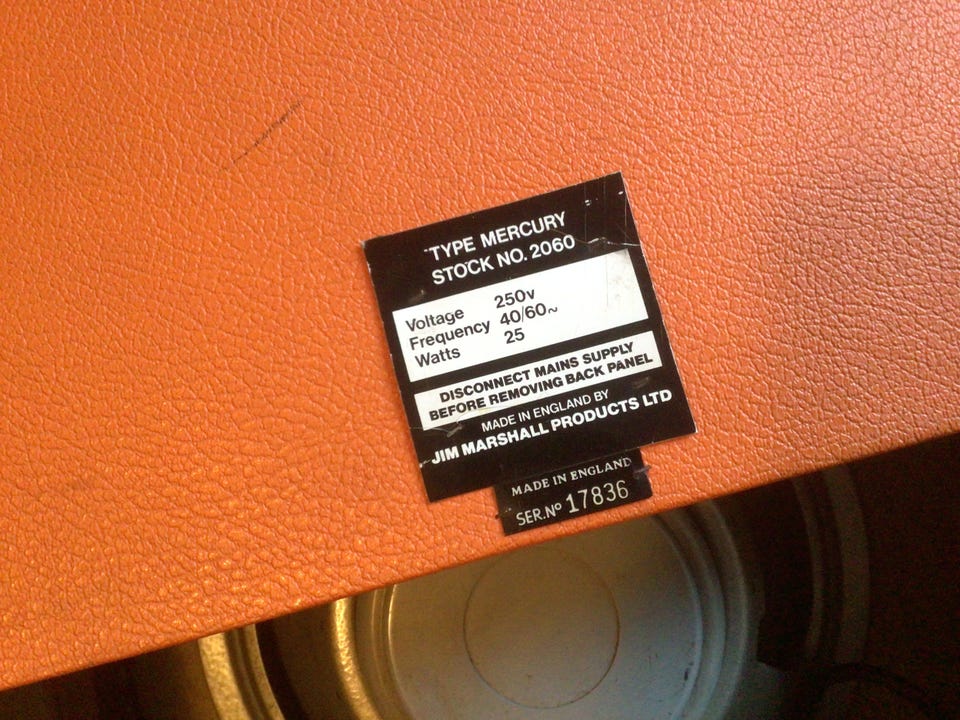 TYPE MERCURY
STOCK NO. 2060
Voltage 250v
Frequency 40/60~
Watts 25
DISCONNECT MAINS SUPPLY
BEFORE REMOVING BACK PANEL
MADE IN ENGLAND BY
JIM MARSHALL PRODUCTS LTD
MADE IN ENGLAND
SER.Nº 17836